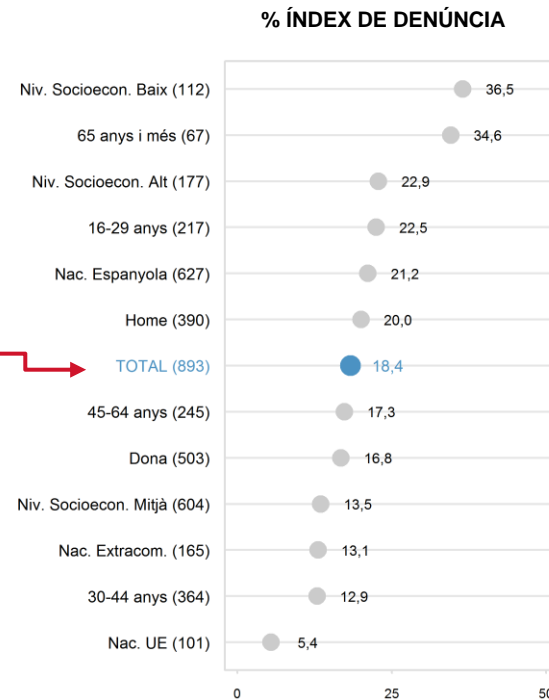 % ÍNDEX DE DENÚNCIA
Niv. Socioecon. Baix (112) 36,5
65 anys i més (67) 34,6
Niv. Socioecon. Alt (177) 22,9
16-29 anys (217) 22,5
Nac. Espanyola (627) 21,2
Home (390) 20,0
TOTAL (893) 18,4
45-64 anys (245) 17,3
Dona (503) 16,8
Niv. Socioecon. Mitjà (604) 13,5
Nac. Extracom. (165) 13,1
30-44 anys (364) 12,9
Nac. UE (101) 5,4
0 25 50